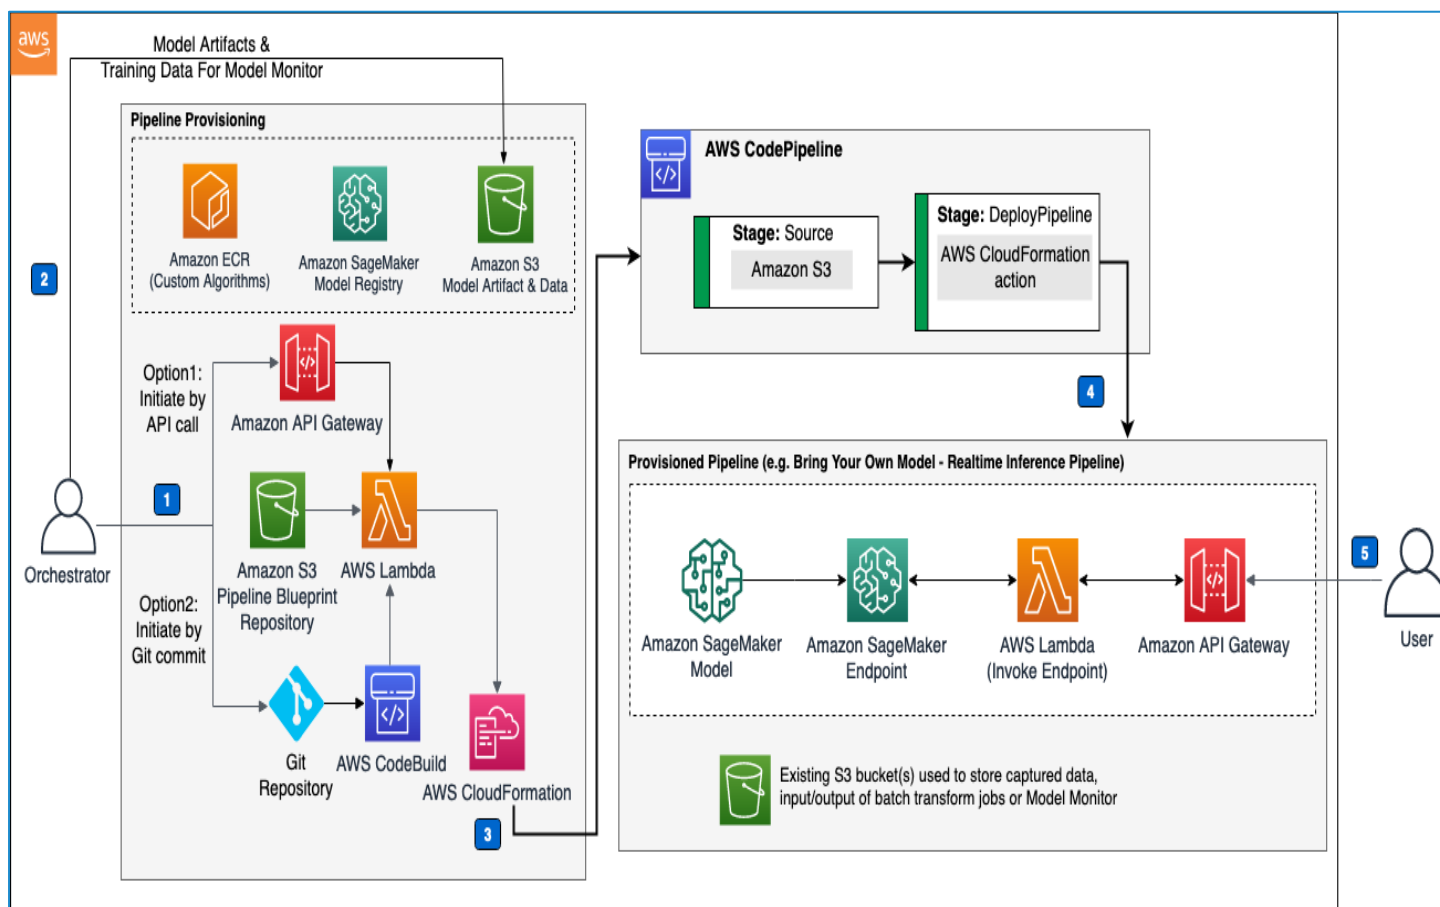 aws
Model Artifacts &
Training Data For Model Monitor
Pipeline Provisioning
Amazon ECR
(Custom Algorithms)
Amazon SageMaker
Model Registry
Amazon S3
Model Artifact & Data
2
Option1:
Initiate by
API call
Amazon API Gateway
1
Orchestrator
Amazon S3
Pipeline Blueprint
Repository
AWS Lambda
Option2:
Initiate by
Git commit
Git
Repository
AWS CodeBuild
AWS CloudFormation
3
AWS CodePipeline
Stage: Source
Amazon S3
Stage: DeployPipeline
AWS CloudFormation
action
4
Provisioned Pipeline (e.g. Bring Your Own Model - Realtime Inference Pipeline)
Amazon SageMaker
Model
Amazon SageMaker
Endpoint
AWS Lambda
(Invoke Endpoint)
Amazon API Gateway
5
User
Existing S3 bucket(s) used to store captured data,
input/output of batch transform jobs or Model Monitor